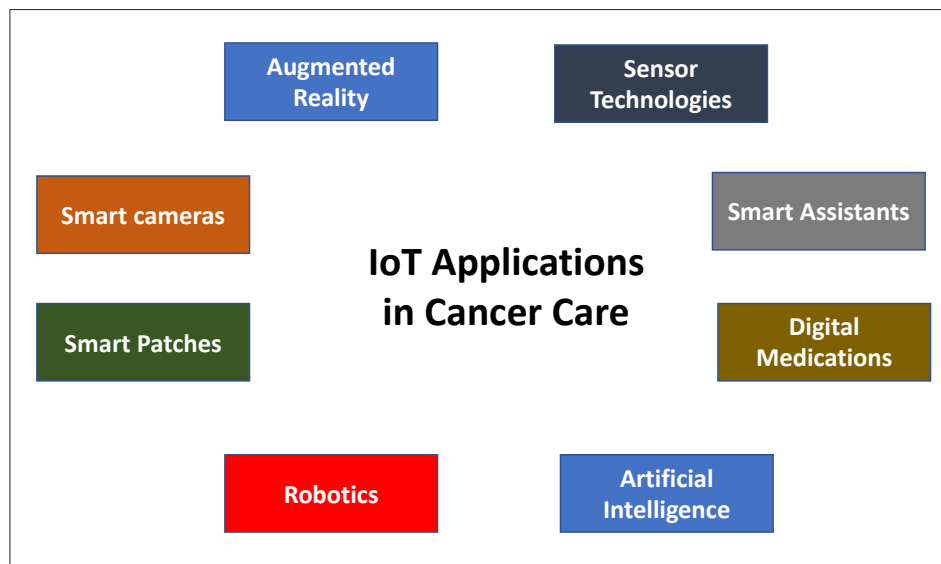 Augmented
Reality
Sensor
Technologies
Smart cameras
Smart Assistants
IoT Applications
in Cancer Care
Smart Patches
Digital
Medications
Robotics
Artificial
Intelligence